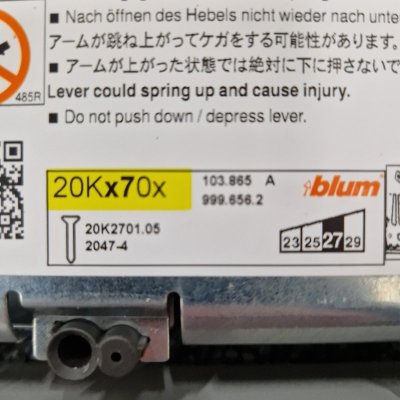 ■ Nach öffnen des Hebels nicht wieder nach unte
アームが跳ね上がってケガをする可能性があります。
■ アームが上がった状態では絶対に下に押さないで
Lever could spring up and cause injury.
■ Do not push down / depress lever.
485R
20Kx70x
103.865 A
999.656.2
blum
20K2701.05
2047-4
23 25 27 29